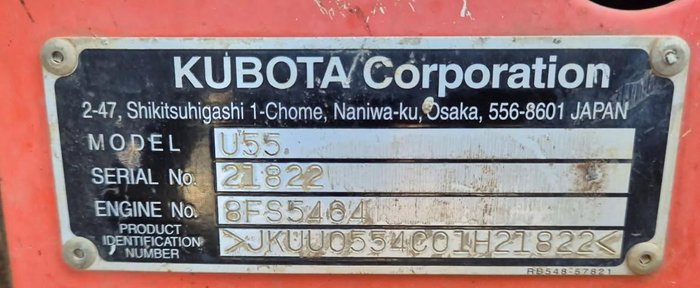 KUBOTA Corporation
2-47, Shikitsuhigashi 1-Chome, Naniwa-ku, Osaka, 556-8601 JAPAN
MODEL U55
SERIAL No. 21822
ENGINE No. 8FS5464
PRODUCT IDENTIFICATION NUMBER >JKUU0554C01H21822<
RB548-57821